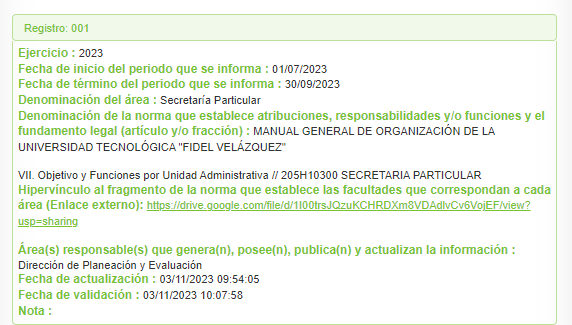 Registro: 001
Ejercicio : 2023
Fecha de inicio del periodo que se informa : 01/07/2023
Fecha de término del periodo que se informa : 30/09/2023
Denominación del área : Secretaría Particular
Denominación de la norma que establece atribuciones, responsabilidades y/o funciones y el
fundamento legal (artículo y/o fracción) : MANUAL GENERAL DE ORGANIZACIÓN DE LA
UNIVERSIDAD TECNOLÓGICA "FIDEL VELÁZQUEZ"
VII. Objetivo y Funciones por Unidad Administrativa // 205H10300 SECRETARIA PARTICULAR
Hipervínculo al fragmento de la norma que establece las facultades que correspondan a cada
área (Enlace externo): https://drive.google.com/file/d/1I00trsJQzuKCHRDXm8VDAdlvCv6VojEF/view?
usp=sharing
Área(s) responsable(s) que genera(n), posee(n), publica(n) y actualizan la información :
Dirección de Planeación y Evaluación
Fecha de actualización : 03/11/2023 09:54:05
Fecha de validación : 03/11/2023 10:07:58
Nota :